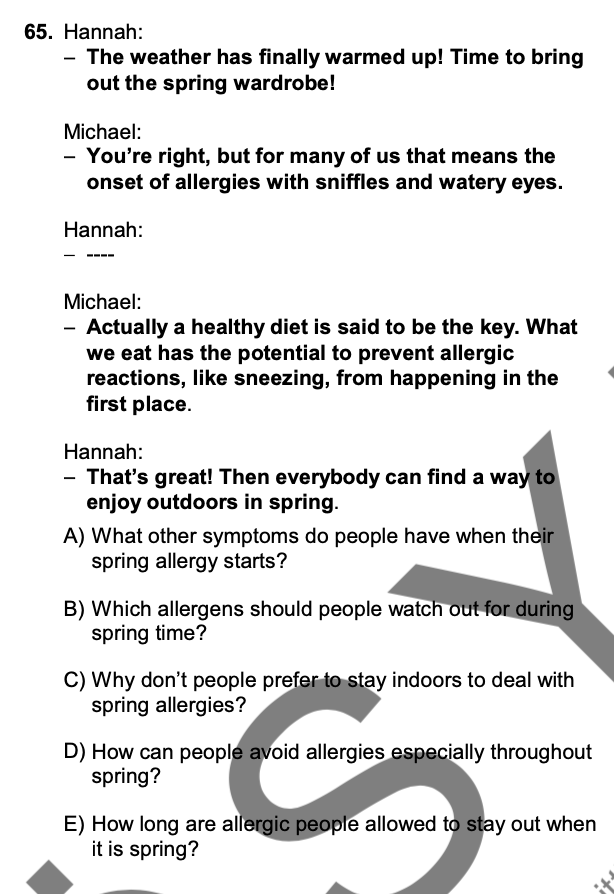 65. Hannah:
– The weather has finally warmed up! Time to bring
out the spring wardrobe!
Michael:
– You’re right, but for many of us that means the
onset of allergies with sniffles and watery eyes.
Hannah:
– ----
Michael:
– Actually a healthy diet is said to be the key. What
we eat has the potential to prevent allergic
reactions, like sneezing, from happening in the
first place.
Hannah:
– That’s great! Then everybody can find a way to
enjoy outdoors in spring.
A) What other symptoms do people have when their
spring allergy starts?
B) Which allergens should people watch out for during
spring time?
C) Why don’t people prefer to stay indoors to deal with
spring allergies?
D) How can people avoid allergies especially throughout
spring?
E) How long are allergic people allowed to stay out when
it is spring?